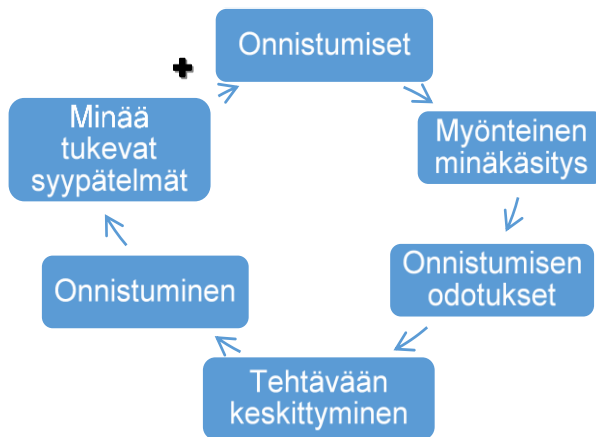 Onnistumiset
Myönteinen
minäkäsitys
Onnistumisen
odotukset
Tehtävään
keskittyminen
Onnistuminen
Minää
tukevat
syypätelmät
+